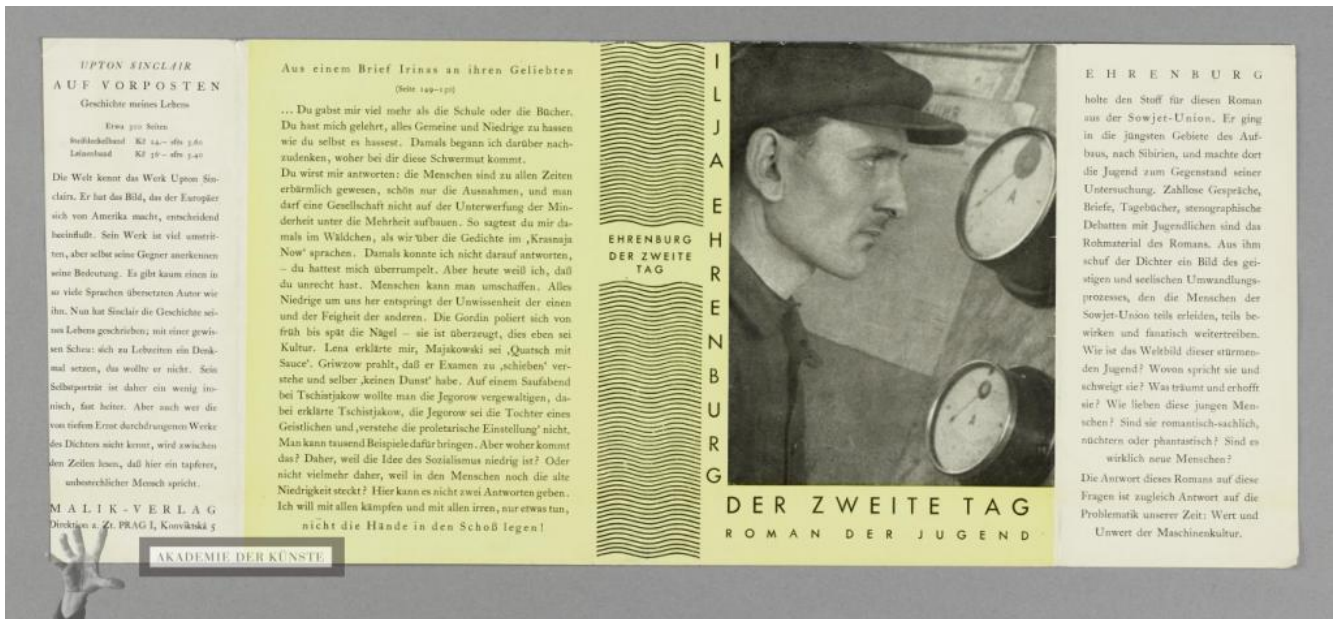 UPTON SINCLAIR
AUF VORPOSTEN
Geschichte meines Lebens
Etwa 320 Seiten
Leinenband
Die Welt kennt das Werk Upton Sin-
clairs. Er hat das Bild, das der Europäer
sich von Amerika macht, entscheidend
beeinflußt. Sein Werk ist viel umstrit-
ten, aber selbst seine Gegner anerkennen
seine Bedeutung. Es gibt kaum einen in
so viele Sprachen übersetzten Autor wie
ihn. Nun hat Sinclair die Geschichte sei-
nes Lebens geschrieben; mit einer gewis-
sen Scheu: sich zu Lebzeiten ein Denk-
mal setzen, das wollte er nicht. Sein
Selbstporträt ist daher ein wenig iro-
nisch, fast heiter. Aber auch wer die
von tiefem Ernst durchdrungenen Werke
des Dichters nicht kennt, wird zwischen
den Zeilen lesen, daß hier ein tapferer,
unbestechlicher Mensch spricht.
MALIK-VERLAG
Direktion z. Zt. PRAG I, Konviktská 5
AKADEMIE DER KÜNSTE
Aus einem Brief Irinas an ihren Geliebten
(Seite 149–150)
... Du gabst mir viel mehr als die Schule oder die Bücher.
Du hast mich gelehrt, alles Gemeine und Niedrige zu hassen
wie du selbst es hassest. Damals begann ich darüber nach-
zudenken, woher bei dir diese Schwermut kommt.
Du wirst mir antworten: die Menschen sind zu allen Zeiten
erbärmlich gewesen, schön nur die Ausnahmen, und man
darf eine Gesellschaft nicht auf der Unterwerfung der Min-
derheit unter die Mehrheit aufbauen. So sagtest du mir da-
mals im Wäldchen, als wir über die Gedichte im ‚Krasnaja
Now‘ sprachen. Damals konnte ich nicht darauf antworten,
– du hattest mich überrumpelt. Aber heute weiß ich, daß
du unrecht hast. Menschen kann man umschaffen. Alles
Niedrige um uns her entspringt der Unwissenheit der einen
und der Feigheit der anderen. Die Gordin poliert sich von
früh bis spät die Nägel – sie ist überzeugt, dies eben sei
Kultur. Lena erklärte mir, Majakowski sei ‚Quatsch mit
Sauce‘. Griwzow prahlt, daß er Examen zu ‚schieben‘ ver-
stehe und selber ‚keinen Dunst‘ habe. Auf einem Saufabend
bei Tschistjakow wollte man die Jegorow vergewaltigen, da-
bei erklärte Tschistjakow, die Jegorow sei die Tochter eines
Geistlichen und ‚verstehe die proletarische Einstellung‘ nicht.
Man kann tausend Beispiele dafür bringen. Aber woher kommt
das? Daher, weil die Idee des Sozialismus niedrig ist? Oder
nicht vielmehr daher, weil in den Menschen noch die alte
Niedrigkeit steckt? Hier kann es nicht zwei Antworten geben.
Ich will mit allen kämpfen und mit allen irren, nur etwas tun,
nicht die Hände in den Schoß legen!
EHRENBURG
DER ZWEITE
TAG
ILJA EHRENBURG
A
A
DER ZWEITE TAG
ROMAN DER JUGEND
EHRENBURG
holte den Stoff für diesen Roman
aus der Sowjet-Union. Er ging
in die jüngsten Gebiete des Auf-
baus, nach Sibirien, und machte dort
die Jugend zum Gegenstand seiner
Untersuchung. Zahllose Gespräche,
Briefe, Tagebücher, stenographische
Debatten mit Jugendlichen sind das
Rohmaterial des Romans. Aus ihm
schuf der Dichter ein Bild des gei-
stigen und seelischen Umwandlungs-
prozesses, den die Menschen der
Sowjet-Union teils erleiden, teils be-
wirken und fanatisch weitertreiben.
Wie ist das Weltbild dieser stürmen-
den Jugend? Wovon spricht sie und
schweigt sie? Was träumt und erhofft
sie? Wie lieben diese jungen Men-
schen? Sind sie romantisch-sachlich,
nüchtern oder phantastisch? Sind es
wirklich neue Menschen?
Die Antwort dieses Romans auf diese
Fragen ist zugleich Antwort auf die
Problematik unserer Zeit: Wert und
Unwert der Maschinenkultur.